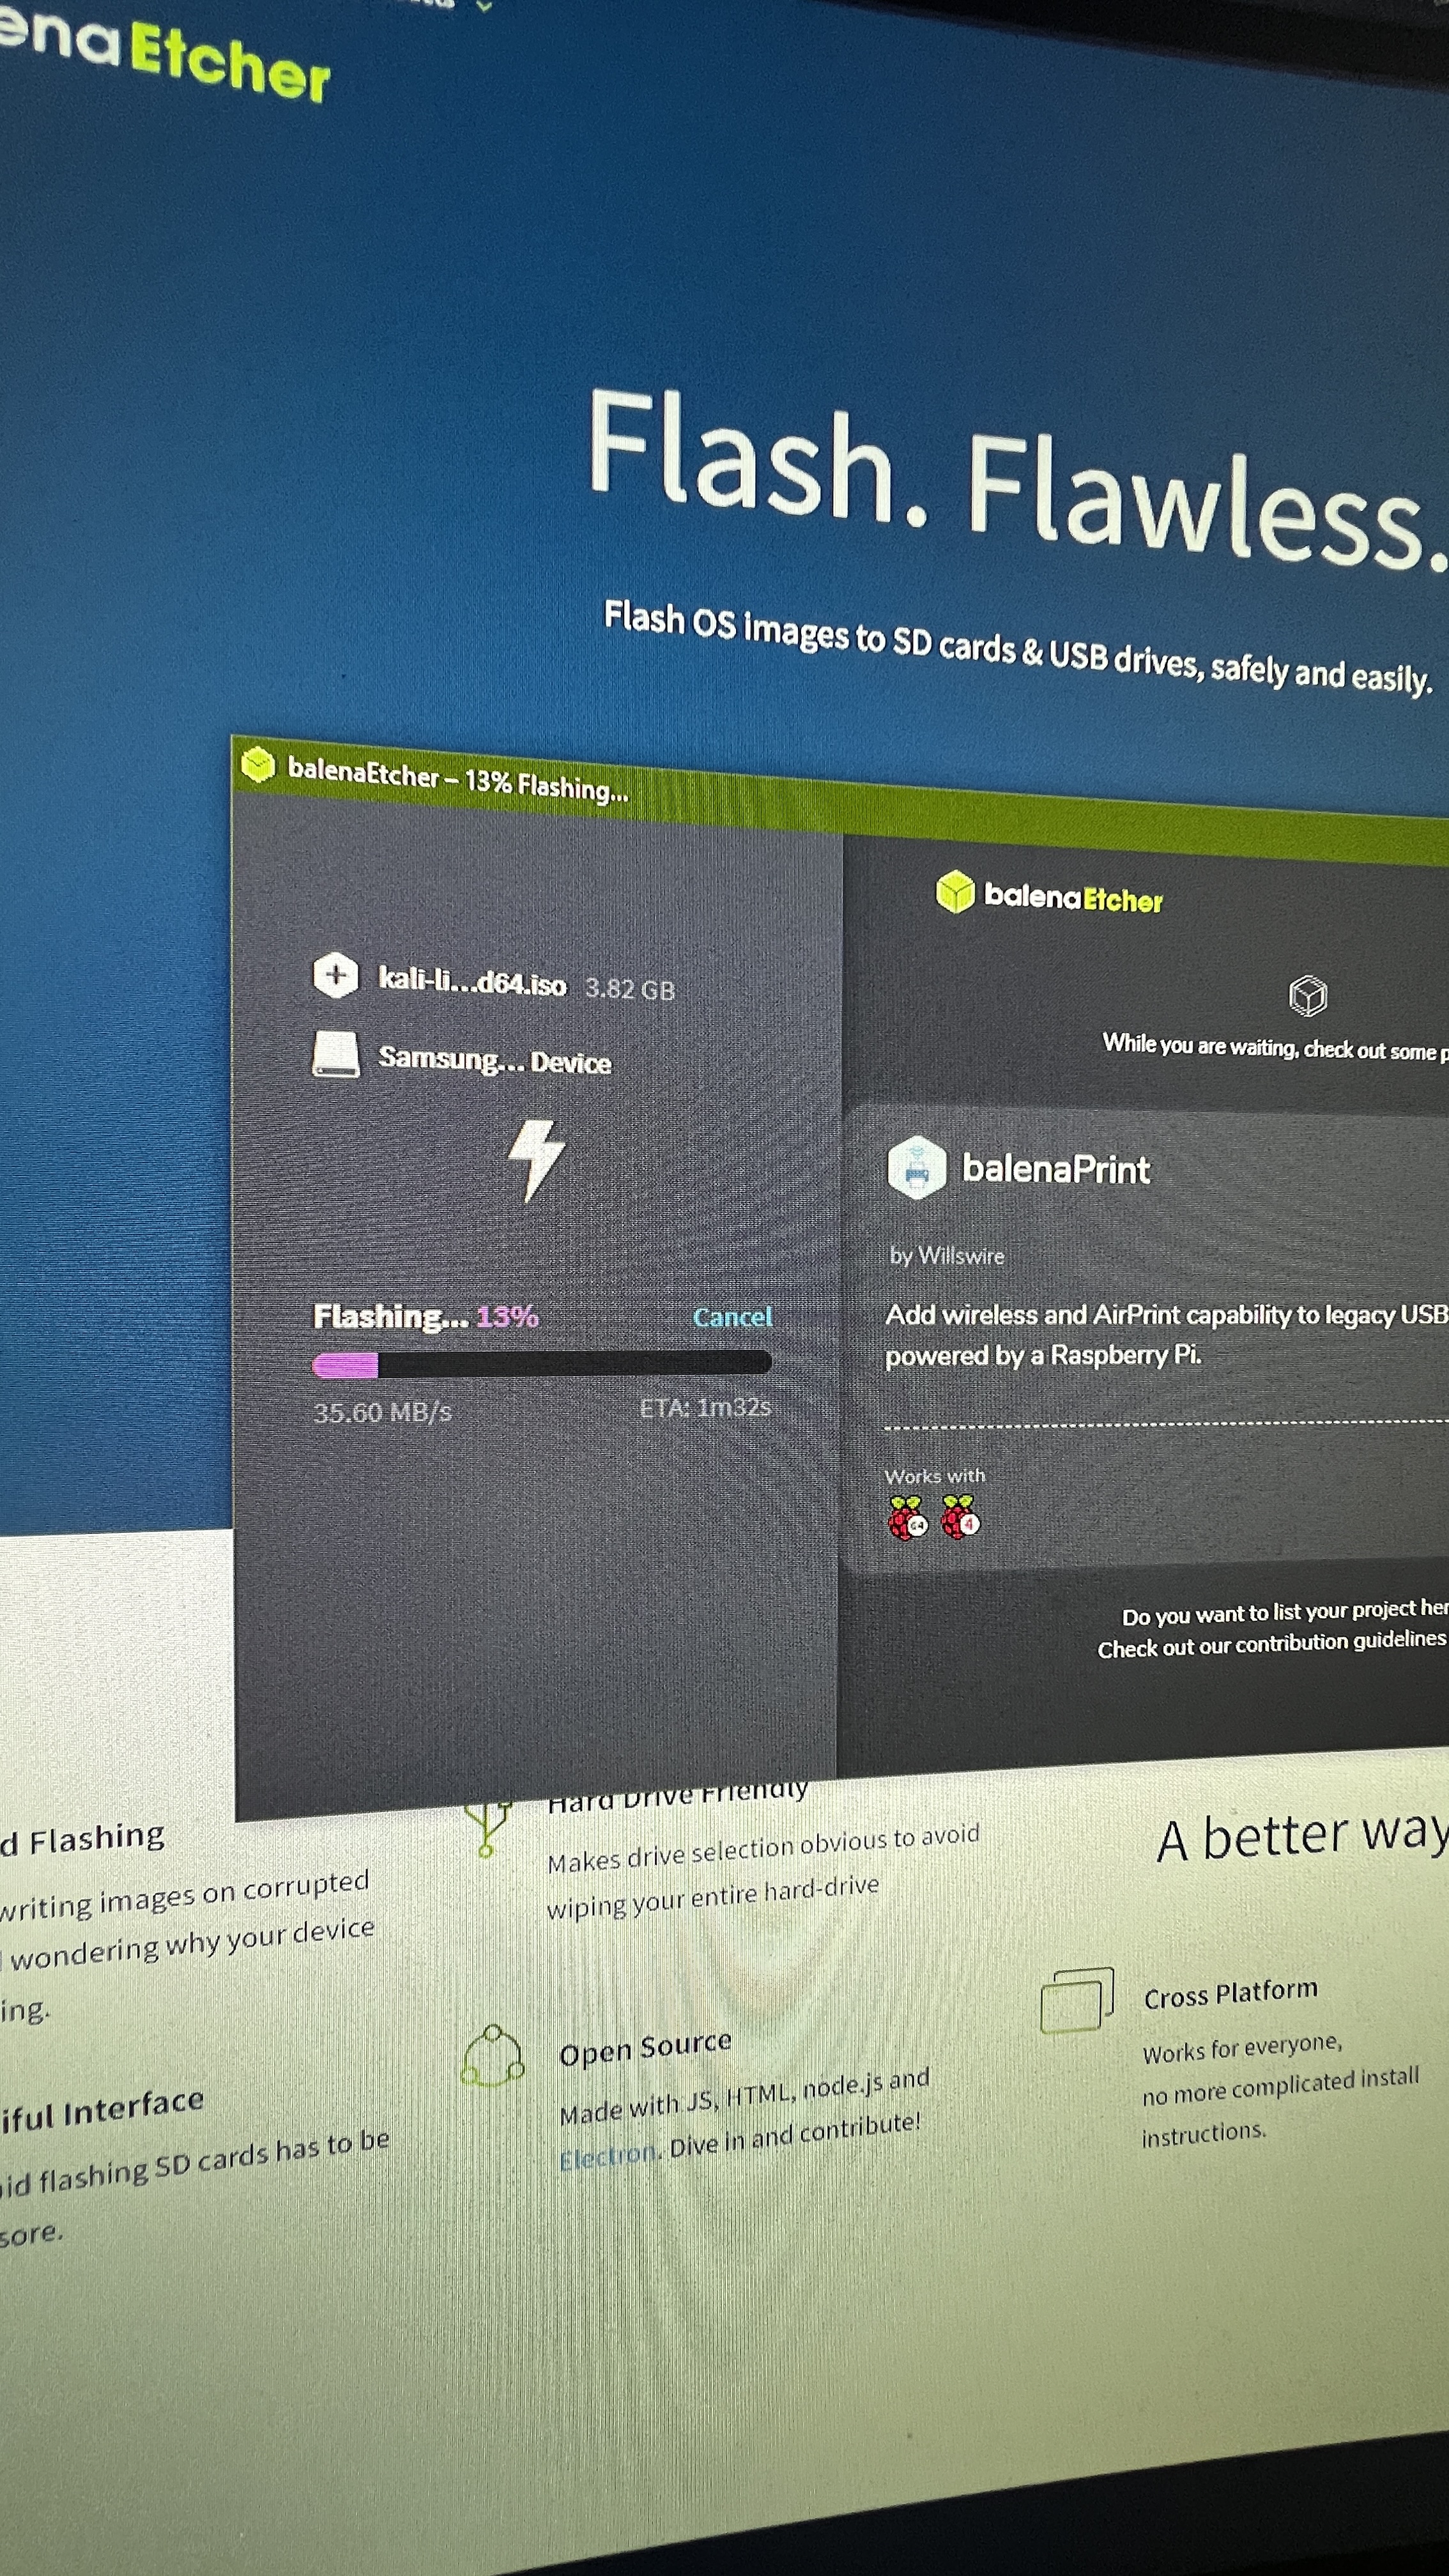 enaEtcher
Flash. Flawless.
Flash OS images to SD cards & USB drives, safely and easily.
balenaEtcher – 13% Flashing...
balenaEtcher
kali-li...d64.iso 3.82 GB
While you are waiting, check out some p
Samsung... Device
balenaPrint
by Willswire
Flashing... 13% Cancel
Add wireless and AirPrint capability to legacy USB
powered by a Raspberry Pi.
35.60 MB/s ETA: 1m32s
Works with
64 4
Do you want to list your project her
Check out our contribution guidelines
d Flashing
writing images on corrupted
wondering why your device
ing.
Hard Drive Friendly
Makes drive selection obvious to avoid
wiping your entire hard-drive
A better way
iful Interface
id flashing SD cards has to be
sore.
Open Source
Made with JS, HTML, node.js and
Electron. Dive in and contribute!
Cross Platform
Works for everyone,
no more complicated install
instructions.